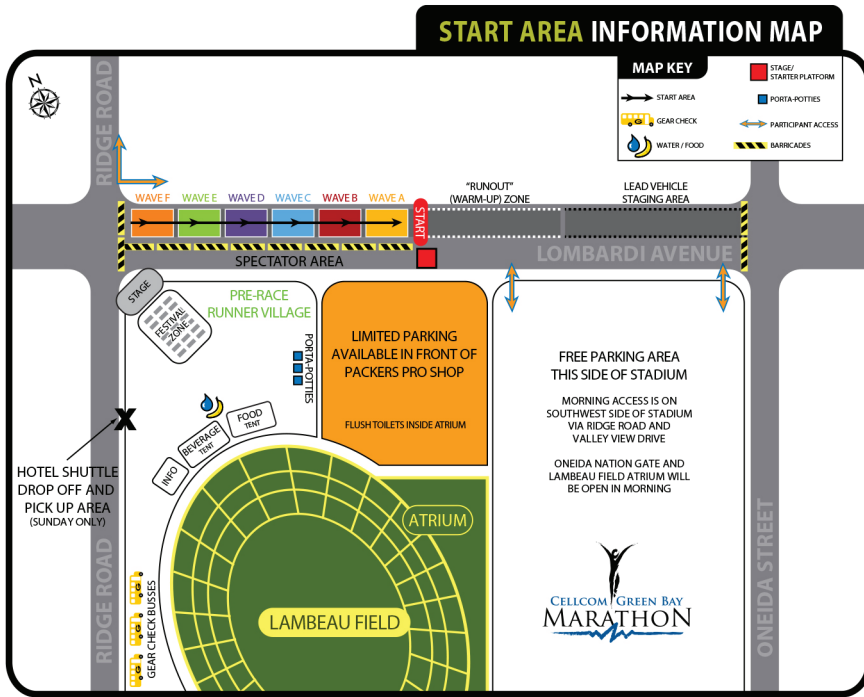 START AREA INFORMATION MAP
MAP KEY
START AREA
GEAR CHECK
WATER / FOOD
STAGE/
STARTER PLATFORM
PORTA-POTTIES
PARTICIPANT ACCESS
BARRICADES
N
RIDGE ROAD
WAVE F
WAVE E
WAVE D
WAVE C
WAVE B
WAVE A
START
"RUNOUT"
(WARM-UP) ZONE
LEAD VEHICLE
STAGING AREA
LOMBARDI AVENUE
SPECTATOR AREA
STAGE
FESTIVAL
ZONE
PRE-RACE
RUNNER VILLAGE
PORTA-POTTIES
LIMITED PARKING
AVAILABLE IN FRONT OF
PACKERS PRO SHOP
FLUSH TOILETS INSIDE ATRIUM
FREE PARKING AREA
THIS SIDE OF STADIUM
MORNING ACCESS IS ON
SOUTHWEST SIDE OF STADIUM
VIA RIDGE ROAD AND
VALLEY VIEW DRIVE
ONEIDA NATION GATE AND
LAMBEAU FIELD ATRIUM WILL
BE OPEN IN MORNING
X
HOTEL SHUTTLE
DROP OFF AND
PICK UP AREA
(SUNDAY ONLY)
INFO
BEVERAGE
TENT
FOOD
TENT
ATRIUM
LAMBEAU FIELD
GEAR CHECK BUSSES
G
G
G
G
RIDGE ROAD
CELLCOM GREEN BAY
MARATHON
ONEIDA STREET